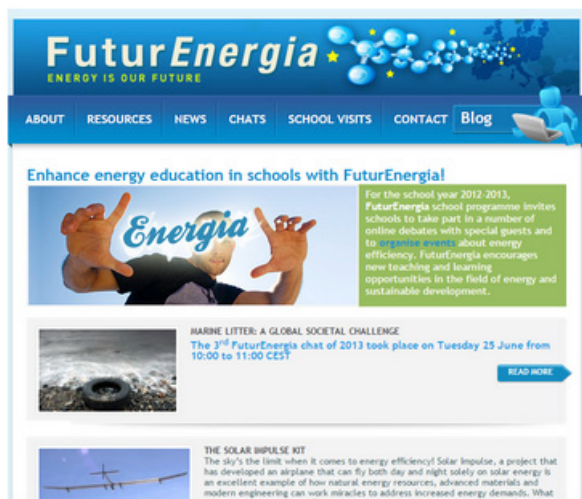 FuturEnergia
ENERGY IS OUR FUTURE
ABOUT RESOURCES NEWS CHATS SCHOOL VISITS CONTACT Blog
Enhance energy education in schools with FuturEnergia!
Energia
For the school year 2012-2013,
FuturEnergia school programme invites
schools to take part in a number of
online debates with special guests and
to organise events about energy
efficiency. FuturEnergia encourages
new teaching and learning
opportunities in the field of energy and
sustainable development.
MARINE LITTER: A GLOBAL SOCIETAL CHALLENGE
The 3rd FuturEnergia chat of 2013 took place on Tuesday 25 June from
10:00 to 11:00 CEST
READ MORE
THE SOLAR IMPULSE KIT
The sky's the limit when it comes to energy efficiency! Solar Impulse, a project that
has developed an airplane that can fly both day and night solely on solar energy is
an excellent example of how natural energy resources, advanced materials and
modern engineering can work miracles to address increased energy demands. What